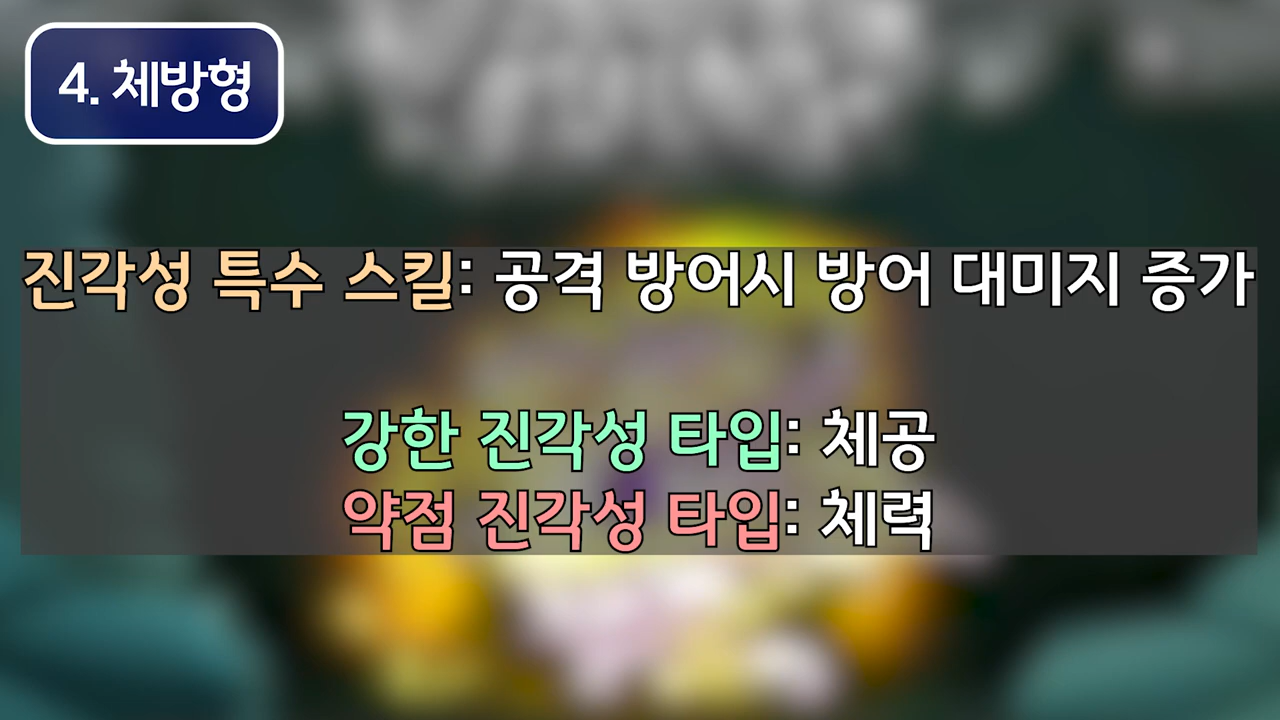 4. 체방형
진각성 특수 스킬: 공격 방어시 방어 대미지 증가
강한 진각성 타입: 체공
약점 진각성 타입: 체력